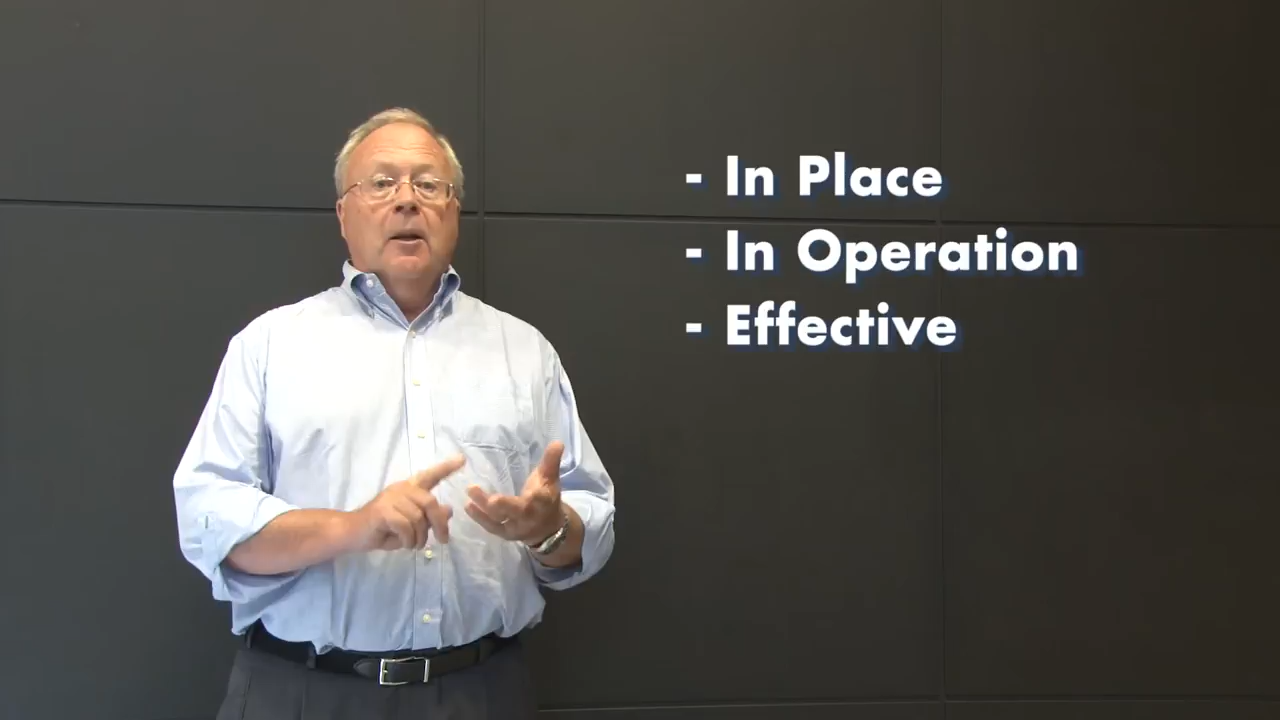 - In Place
- In Operation
- Effective